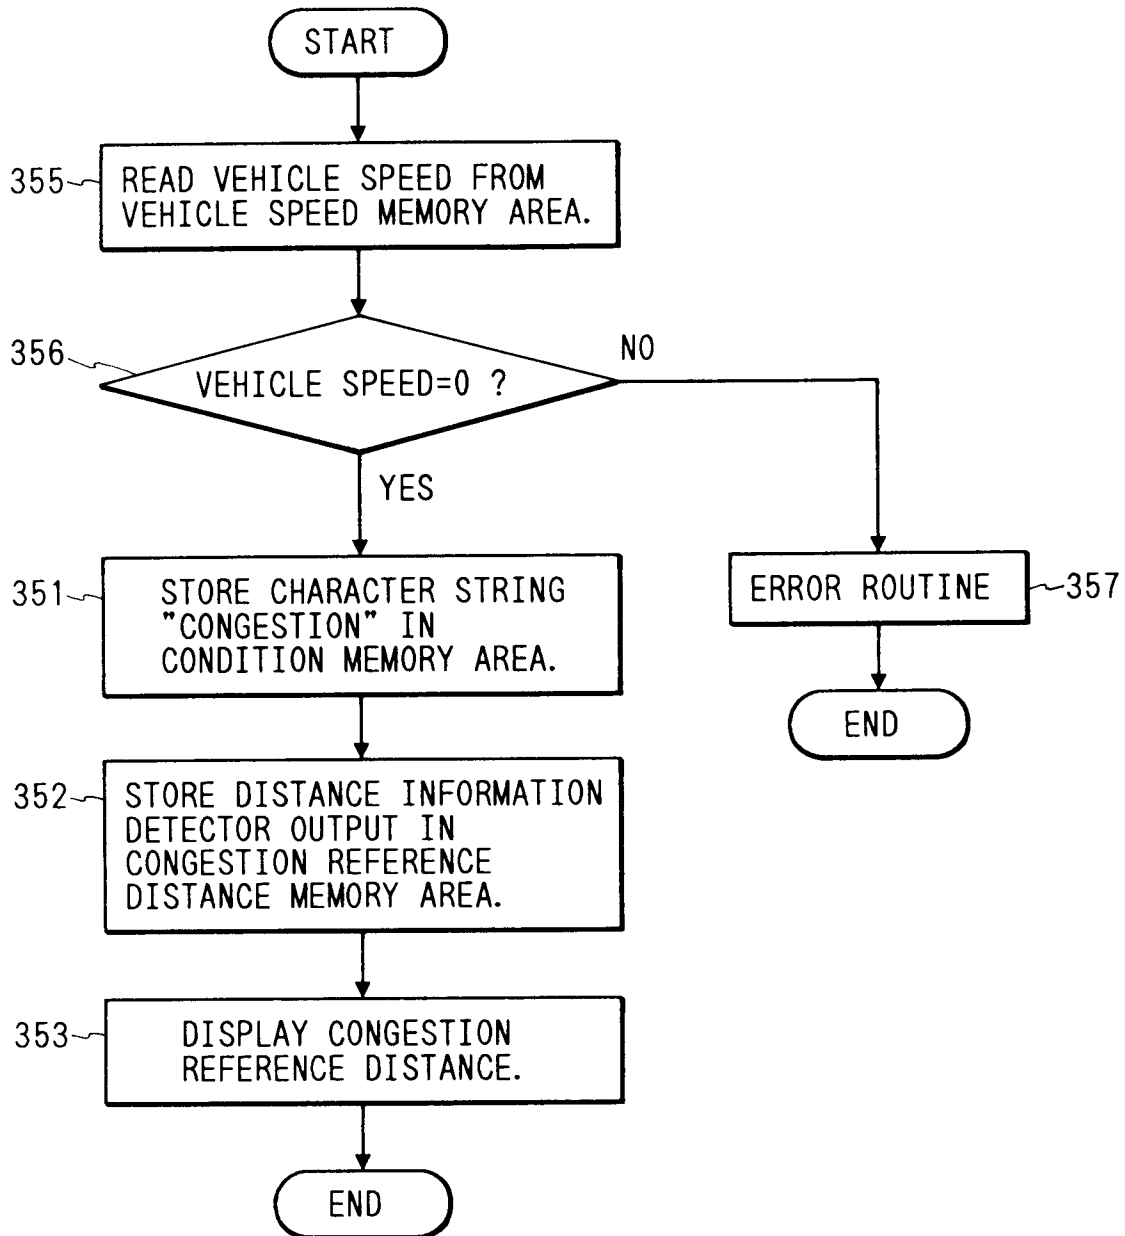 START
355
READ VEHICLE SPEED FROM
VEHICLE SPEED MEMORY AREA.
356
VEHICLE SPEED=0 ?
NO
YES
351
STORE CHARACTER STRING
"CONGESTION" IN
CONDITION MEMORY AREA.
ERROR ROUTINE
357
END
352
STORE DISTANCE INFORMATION
DETECTOR OUTPUT IN
CONGESTION REFERENCE
DISTANCE MEMORY AREA.
353
DISPLAY CONGESTION
REFERENCE DISTANCE.
END